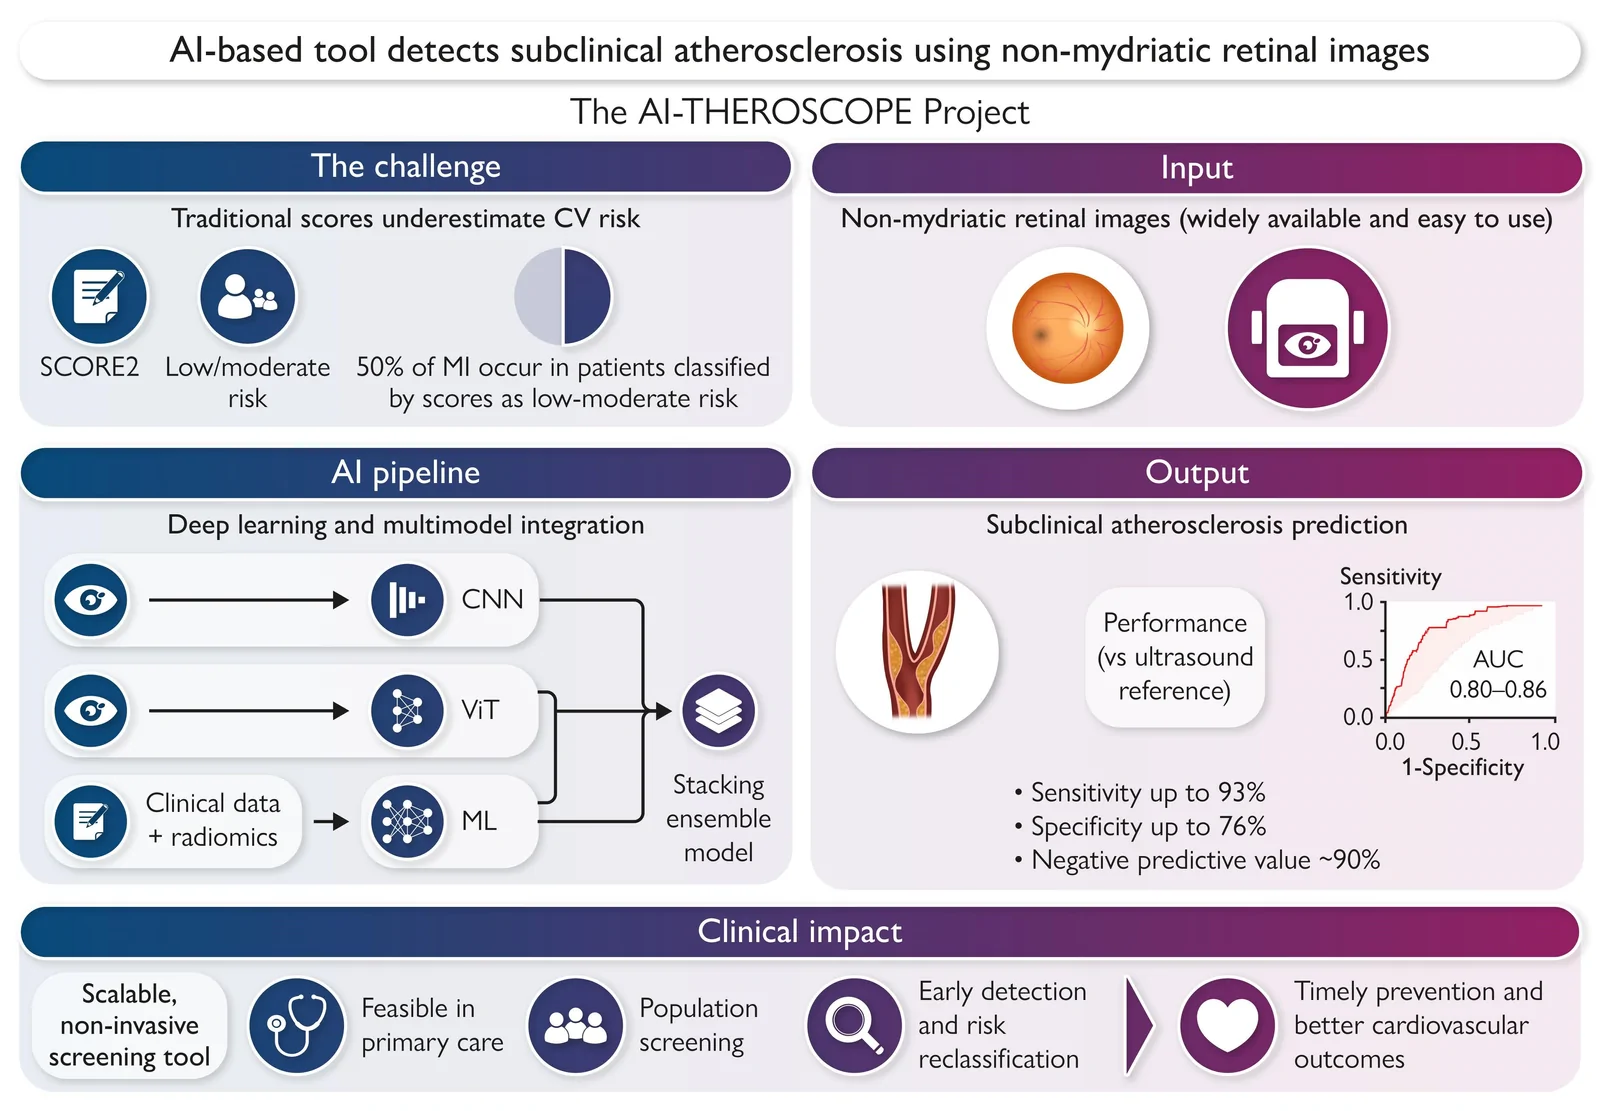 AI-based tool detects subclinical atherosclerosis using non-mydriatic retinal images
The AI-THEROSCOPE Project
The challenge
Traditional scores underestimate CV risk
SCORE2
Low/moderate
risk
50% of MI occur in patients classified
by scores as low-moderate risk
Input
Non-mydriatic retinal images (widely available and easy to use)
AI pipeline
Deep learning and multimodel integration
CNN
ViT
Clinical data
+ radiomics
ML
Stacking
ensemble
model
Output
Subclinical atherosclerosis prediction
Performance
(vs ultrasound
reference)
Sensitivity
1.0
0.5
0.0
AUC
0.80–0.86
0.0 0.5 1.0
1-Specificity
• Sensitivity up to 93%
• Specificity up to 76%
• Negative predictive value ~90%
Clinical impact
Scalable,
non-invasive
screening tool
Feasible in
primary care
Population
screening
Early detection
and risk
reclassification
Timely prevention and
better cardiovascular
outcomes